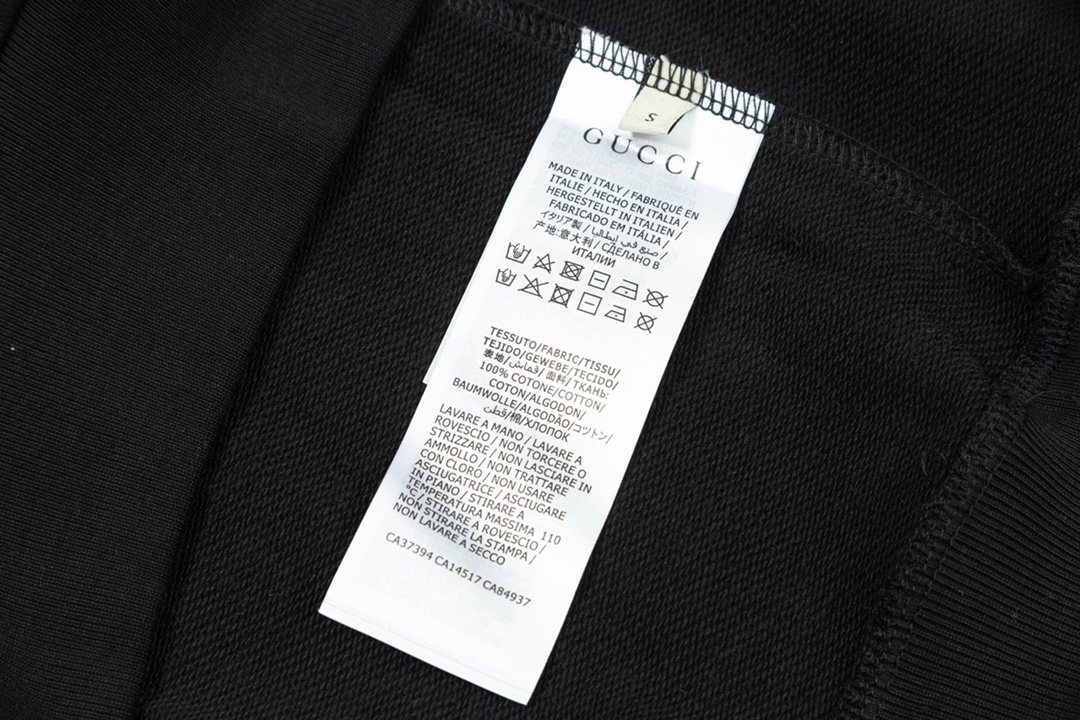 S
GUCCI
MADE IN ITALY / FABRIQUÉ EN
ITALIE / HECHO EN ITALIA /
HERGESTELLT IN ITALIEN /
FABRICADO EM ITÁLIA /
イタリア製 / صنع في إيطاليا /
产地:意大利 / СДЕЛАНО В
ИТАЛИИ
TESSUTO/FABRIC/TISSU/
TEJIDO/GEWEBE/TECIDO/
表地/قماش/ 面料/ ТКАНЬ:
100% COTONE/COTTON/
COTON/ALGODON/
BAUMWOLLE/ALGODÃO/コットン/
قطن/棉/ХЛОПОК
LAVARE A MANO / LAVARE A
ROVESCIO / NON TORCERE O
STRIZZARE / NON LASCIARE IN
AMMOLLO / NON TRATTARE
CON CLORO / NON USARE
ASCIUGATRICE / ASCIUGARE
IN PIANO / STIRARE A
TEMPERATURA MASSIMA 110
°C / STIRARE A ROVESCIO /
NON STIRARE LA STAMPA /
NON LAVARE A SECCO
CA37394 CA14517 CA84937